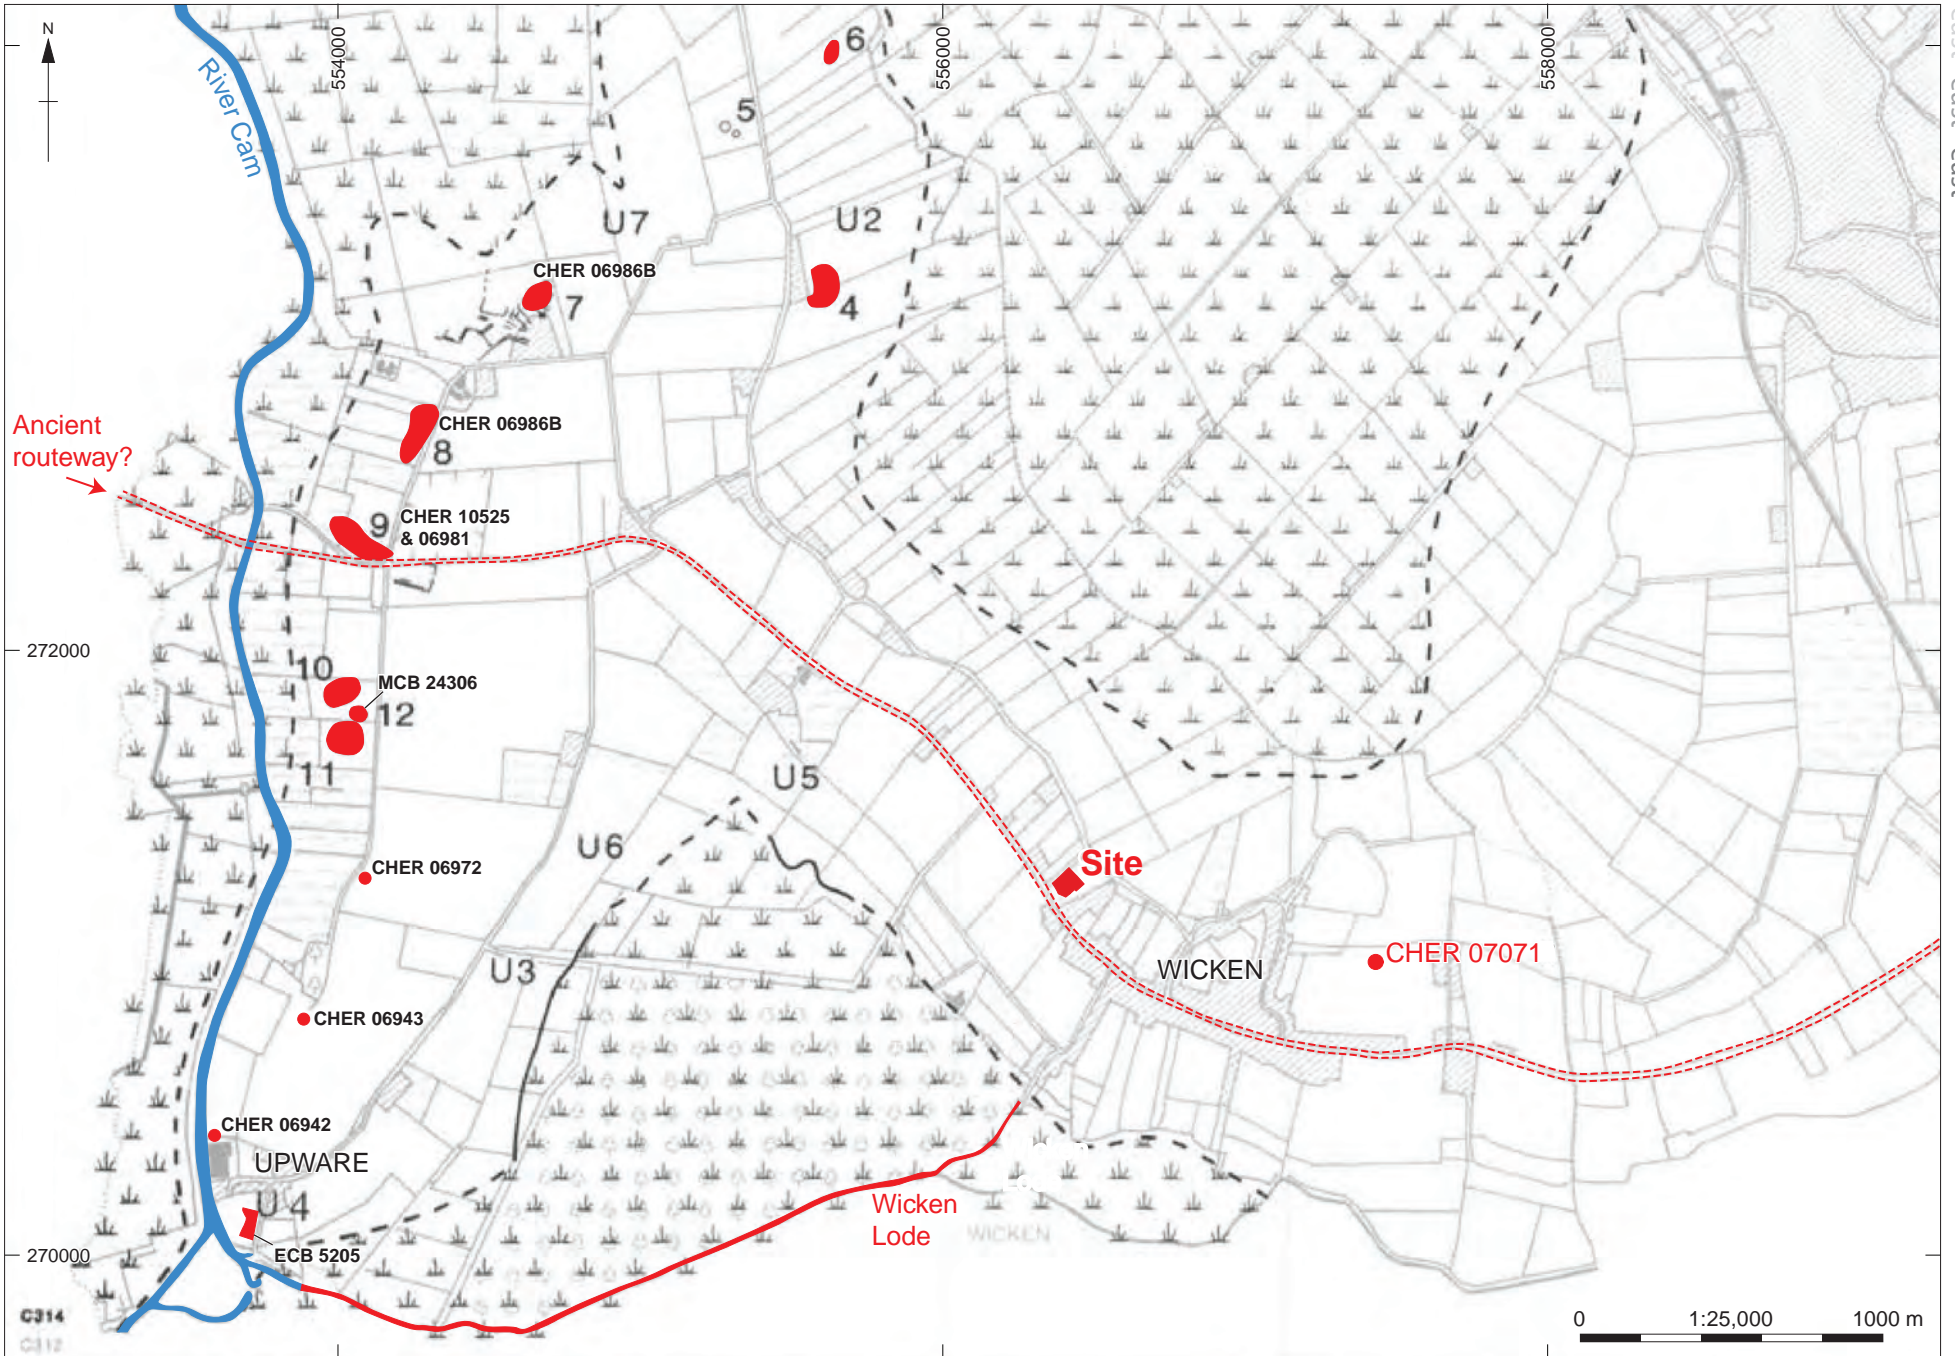 N
554000
556000
558000
River Cam
6
5
U7
U2
CHER 06986B
7
4
Ancient
routeway?
CHER 06986B
8
9
CHER 10525
& 06981
272000
10
MCB 24306
12
11
U5
U6
CHER 06972
Site
U3
WICKEN
CHER 07071
CHER 06943
CHER 06942
UPWARE
U4
Wicken
Lode
WICKEN
270000
ECB 5205
C314
C312
0 1:25,000 1000 m